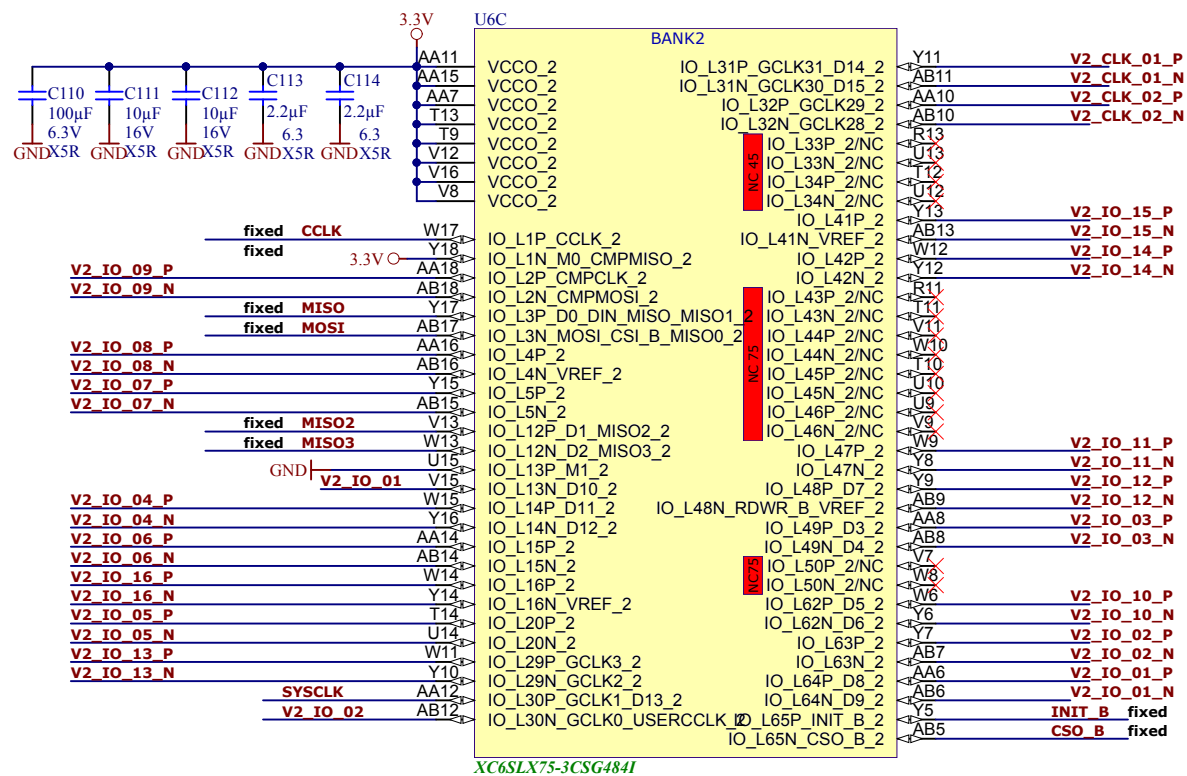 3.3V
U6C
BANK2
C110
100µF
6.3V
X5R
GND
C111
10µF
16V
X5R
GND
C112
10µF
16V
X5R
GND
C113
2.2µF
6.3
X5R
GND
C114
2.2µF
6.3
X5R
GND
AA11 VCCO_2
AA15 VCCO_2
AA7 VCCO_2
T13 VCCO_2
T9 VCCO_2
V12 VCCO_2
V16 VCCO_2
V8 VCCO_2
fixed CCLK W17 IO_L1P_CCLK_2
fixed 3.3V Y18 IO_L1N_M0_CMPMISO_2
V2_IO_09_P AA18 IO_L2P_CMPCLK_2
V2_IO_09_N AB18 IO_L2N_CMPMOSI_2
fixed MISO Y17 IO_L3P_D0_DIN_MISO_MISO1_2
fixed MOSI AB17 IO_L3N_MOSI_CSI_B_MISO0_2
V2_IO_08_P AA16 IO_L4P_2
V2_IO_08_N AB16 IO_L4N_VREF_2
V2_IO_07_P Y15 IO_L5P_2
V2_IO_07_N AB15 IO_L5N_2
fixed MISO2 V13 IO_L12P_D1_MISO2_2
fixed MISO3 W13 IO_L12N_D2_MISO3_2
GND U15 IO_L13P_M1_2
V2_IO_01 V15 IO_L13N_D10_2
V2_IO_04_P W15 IO_L14P_D11_2
V2_IO_04_N Y16 IO_L14N_D12_2
V2_IO_06_P AA14 IO_L15P_2
V2_IO_06_N AB14 IO_L15N_2
V2_IO_16_P W14 IO_L16P_2
V2_IO_16_N Y14 IO_L16N_VREF_2
V2_IO_05_P T14 IO_L20P_2
V2_IO_05_N U14 IO_L20N_2
V2_IO_13_P W11 IO_L29P_GCLK3_2
V2_IO_13_N Y10 IO_L29N_GCLK2_2
SYSCLK AA12 IO_L30P_GCLK1_D13_2
V2_IO_02 AB12 IO_L30N_GCLK0_USERCCLK_2
IO_L31P_GCLK31_D14_2 Y11 V2_CLK_01_P
IO_L31N_GCLK30_D15_2 AB11 V2_CLK_01_N
IO_L32P_GCLK29_2 AA10 V2_CLK_02_P
IO_L32N_GCLK28_2 AB10 V2_CLK_02_N
NC 45
IO_L33P_2/NC R13
IO_L33N_2/NC U13
IO_L34P_2/NC T12
IO_L34N_2/NC U12
IO_L41P_2 Y13 V2_IO_15_P
IO_L41N_VREF_2 AB13 V2_IO_15_N
IO_L42P_2 W12 V2_IO_14_P
IO_L42N_2 Y12 V2_IO_14_N
NC 75
IO_L43P_2/NC R11
IO_L43N_2/NC T11
IO_L44P_2/NC V11
IO_L44N_2/NC W10
IO_L45P_2/NC T10
IO_L45N_2/NC U10
IO_L46P_2/NC U9
IO_L46N_2/NC V9
IO_L47P_2 W9 V2_IO_11_P
IO_L47N_2 Y8 V2_IO_11_N
IO_L48P_D7_2 Y9 V2_IO_12_P
IO_L48N_RDWR_B_VREF_2 AB9 V2_IO_12_N
IO_L49P_D3_2 AA8 V2_IO_03_P
IO_L49N_D4_2 AB8 V2_IO_03_N
NC75
IO_L50P_2/NC V7
IO_L50N_2/NC W8
IO_L62P_D5_2 W6 V2_IO_10_P
IO_L62N_D6_2 Y6 V2_IO_10_N
IO_L63P_2 Y7 V2_IO_02_P
IO_L63N_2 AB7 V2_IO_02_N
IO_L64P_D8_2 AA6 V2_IO_01_P
IO_L64N_D9_2 AB6 V2_IO_01_N
IO_L65P_INIT_B_2 Y5 INIT_B fixed
IO_L65N_CSO_B_2 AB5 CSO_B fixed
XC6SLX75-3CSG484I